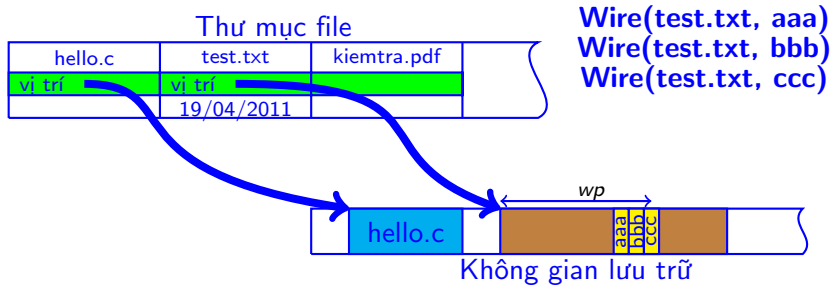 Thư mục file
Wire(test.txt, aaa)
Wire(test.txt, bbb)
Wire(test.txt, ccc)
hello.c test.txt kiemtra.pdf
vị trí vị trí
19/04/2011
wp
hello.c aaa bbb ccc
Không gian lưu trữ